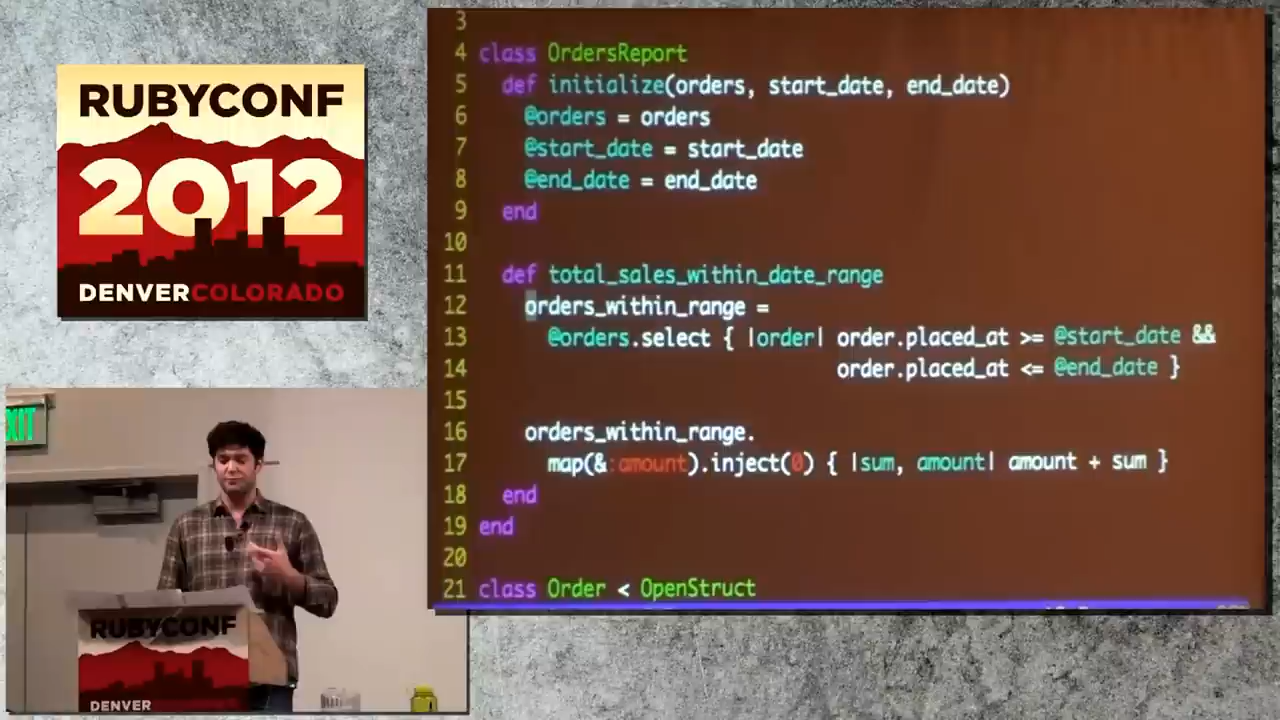 RUBYCONF
2012
DENVERCOLORADO
EXIT
RUBYCONF
DENVER
3
4 class OrdersReport
5 def initialize(orders, start_date, end_date)
6 @orders = orders
7 @start_date = start_date
8 @end_date = end_date
9 end
10
11 def total_sales_within_date_range
12 orders_within_range =
13 @orders.select { |order| order.placed_at >= @start_date &&
14 order.placed_at <= @end_date }
15
16 orders_within_range.
17 map(&:amount).inject(0) { |sum, amount| amount + sum }
18 end
19 end
20
21 class Order < OpenStruct